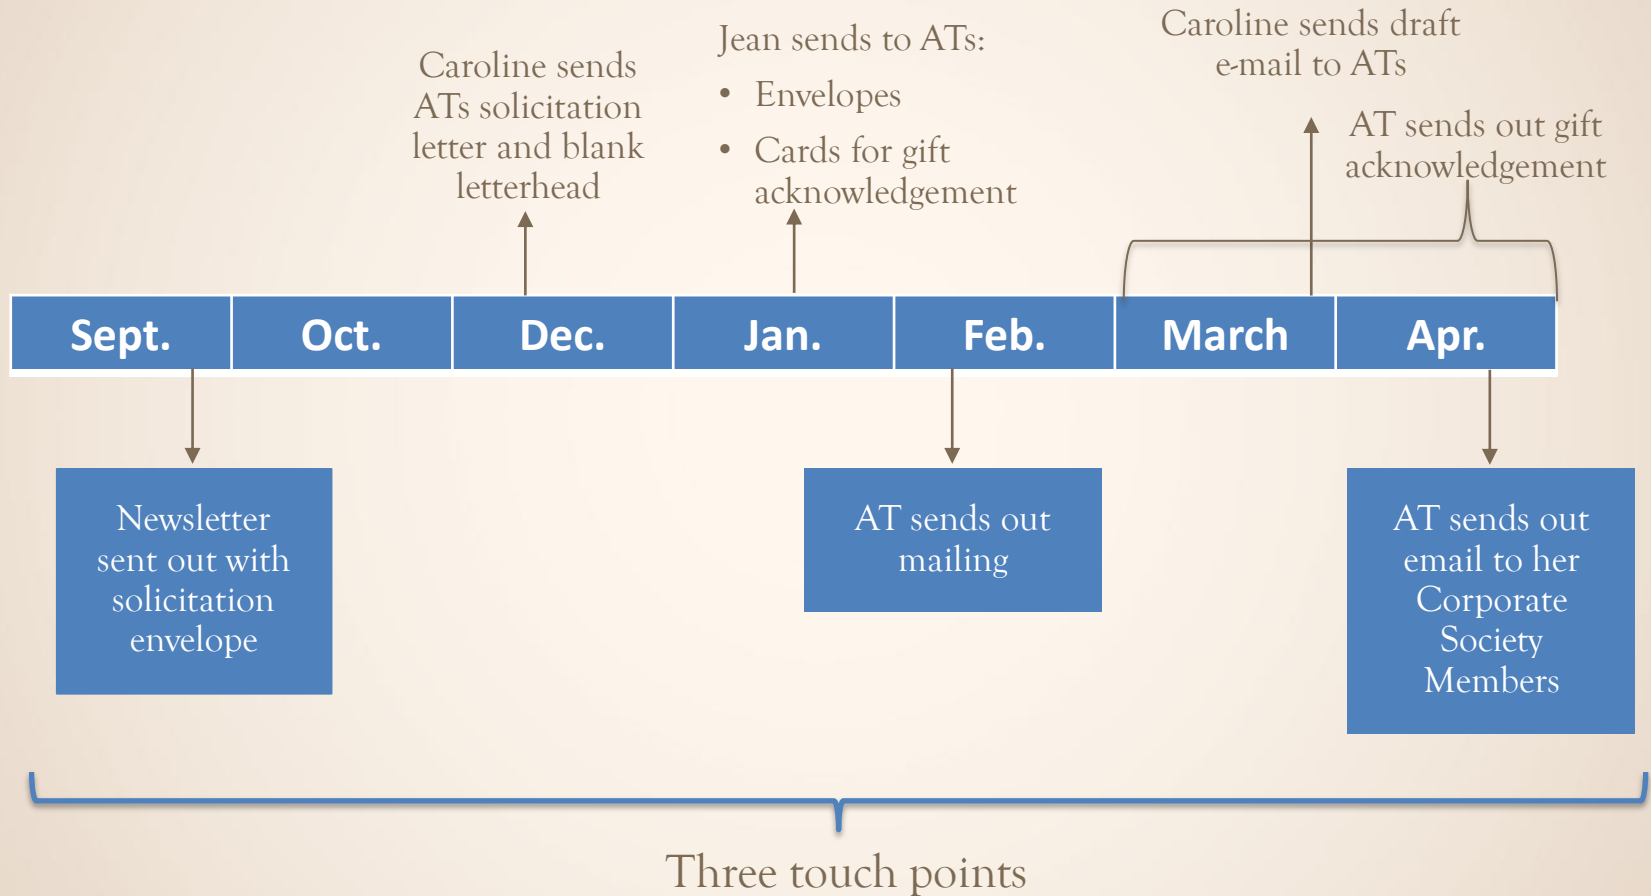 Caroline sends
ATs solicitation
letter and blank
letterhead
Jean sends to ATs:
• Envelopes
• Cards for gift
acknowledgement
Caroline sends draft
e-mail to ATs
AT sends out gift
acknowledgement
Sept.
Oct.
Dec.
Jan.
Feb.
March
Apr.
Newsletter
sent out with
solicitation
envelope
AT sends out
mailing
AT sends out
email to her
Corporate
Society
Members
Three touch points